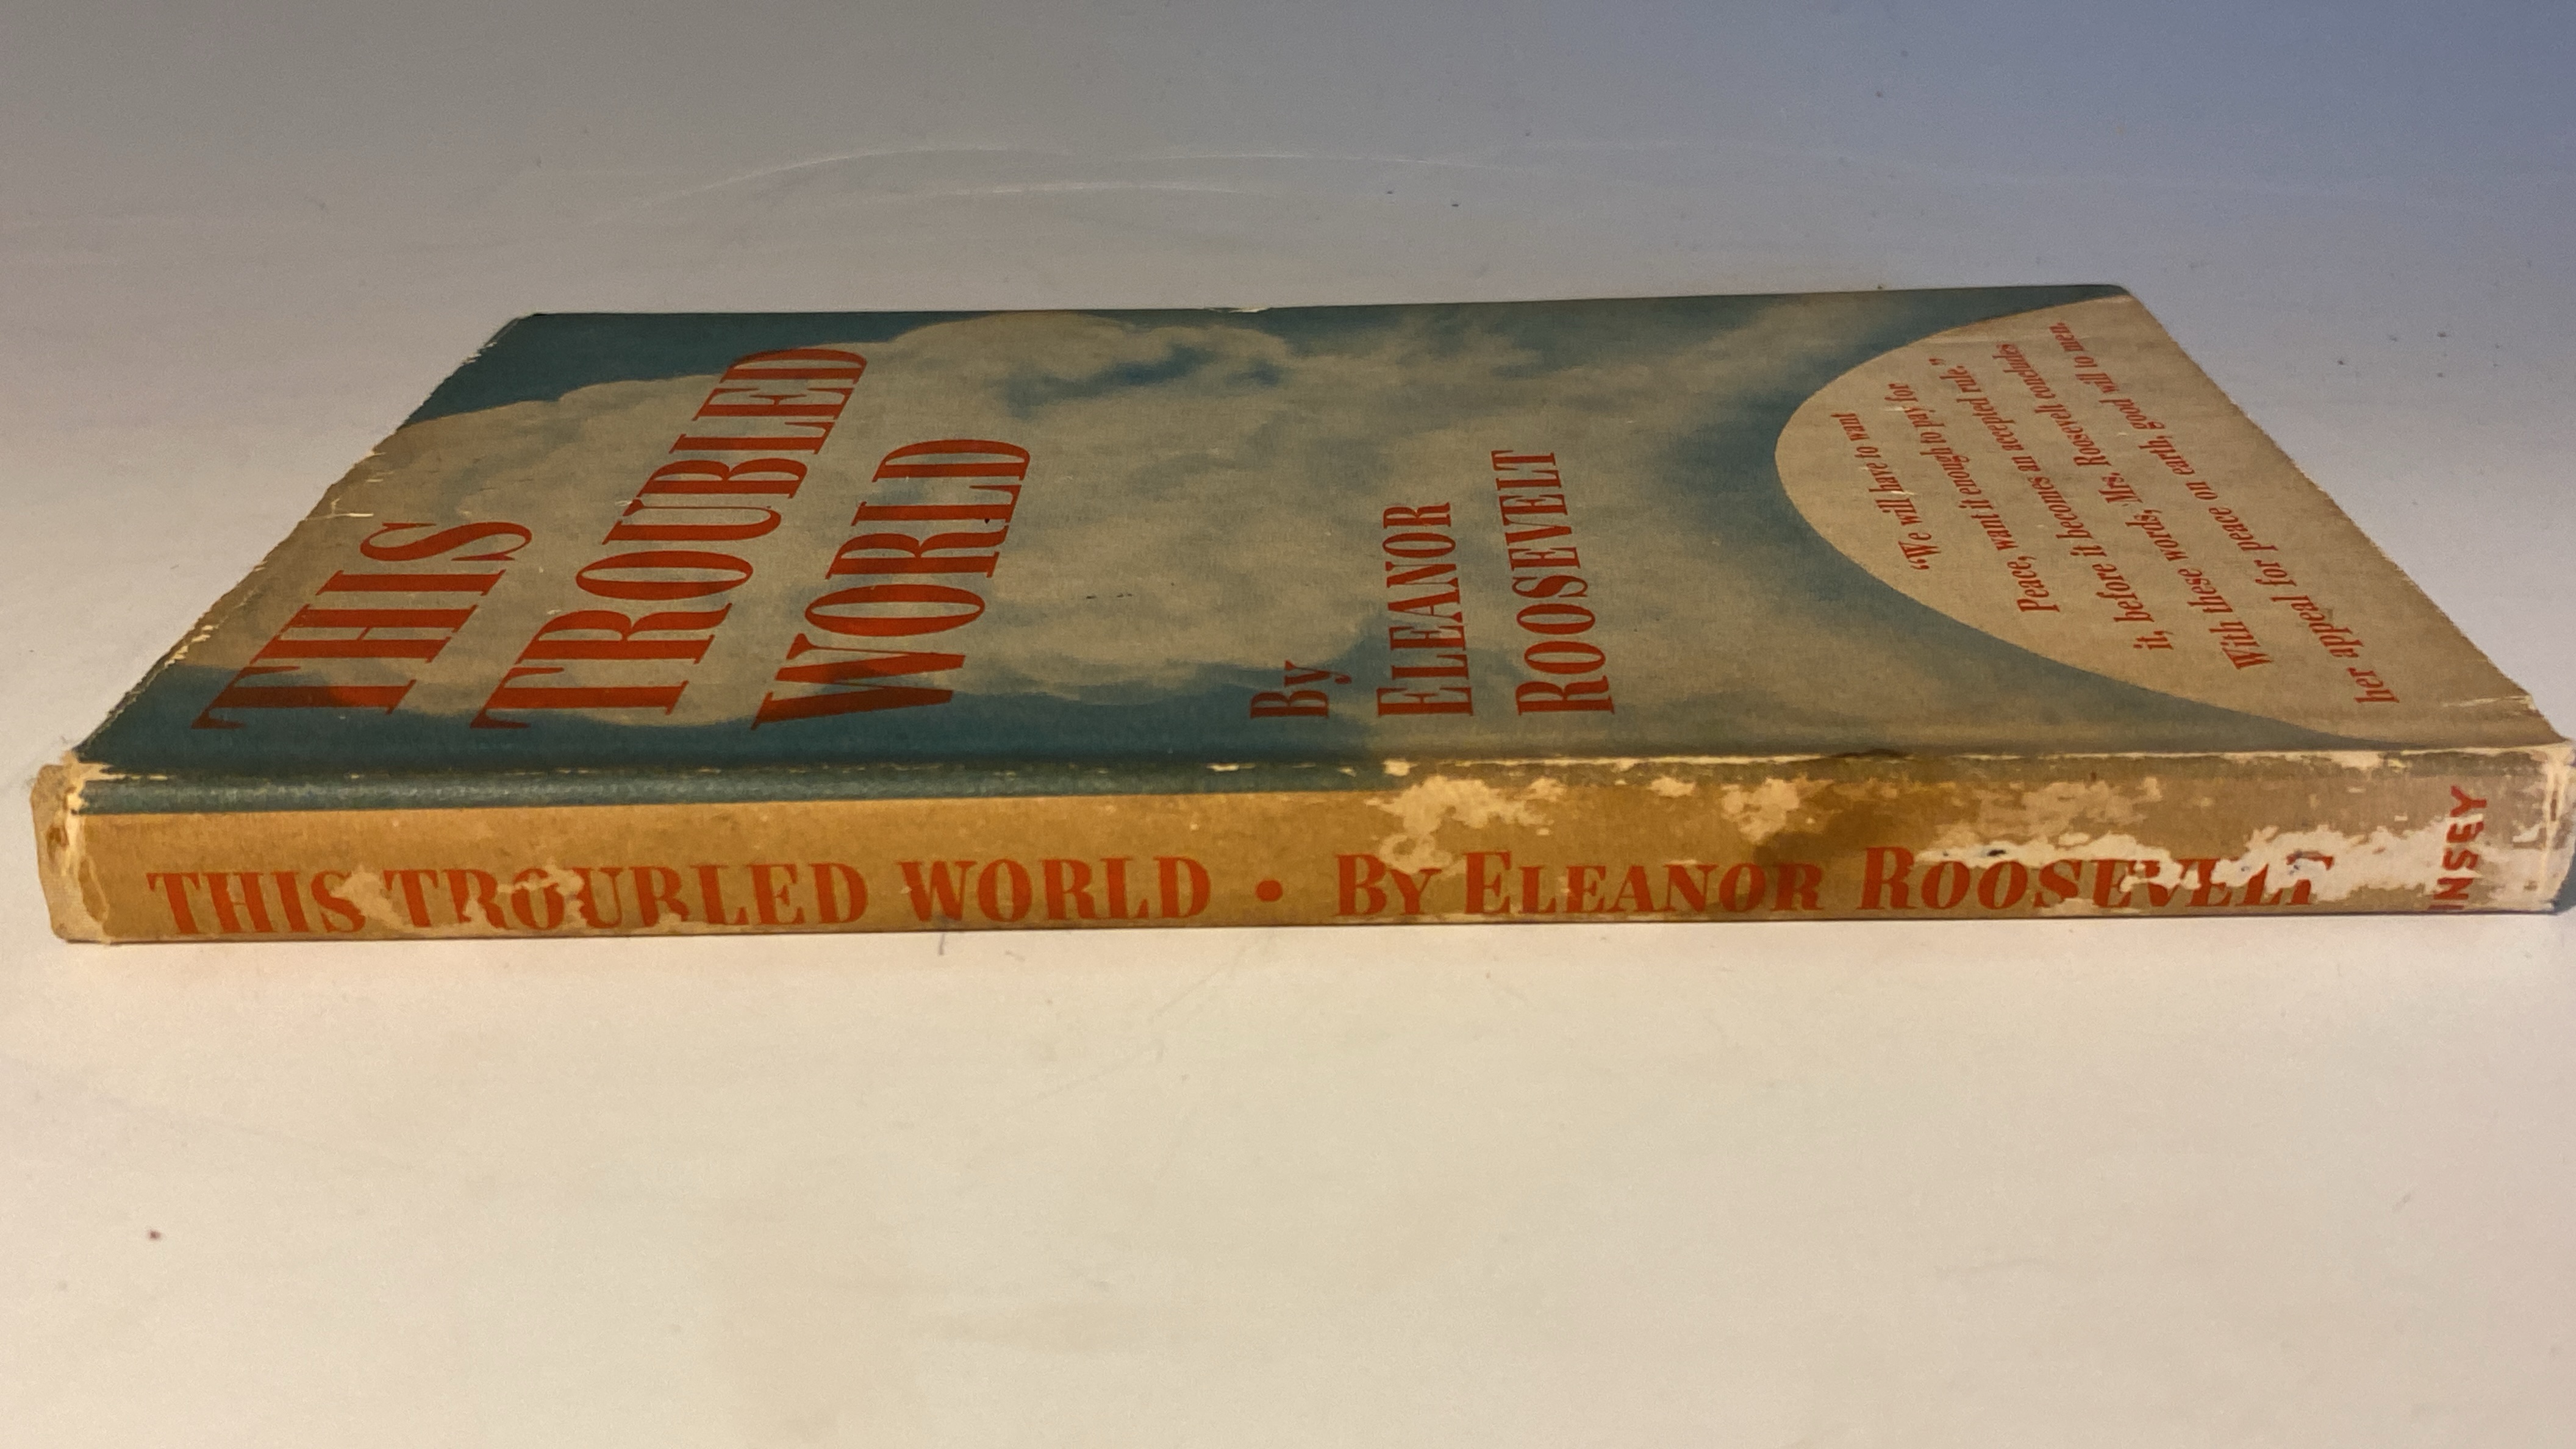 THIS
TROUBLED
WORLD
By
ELEANOR
ROOSEVELT
"We will have to want
Peace, want it enough to pay for
it, before it becomes an accepted rule."
With these words, Mrs. Roosevelt concludes
her appeal for peace on earth, good will to men.
THIS TROUBLED WORLD • BY ELEANOR ROOSEVELT
INSEY